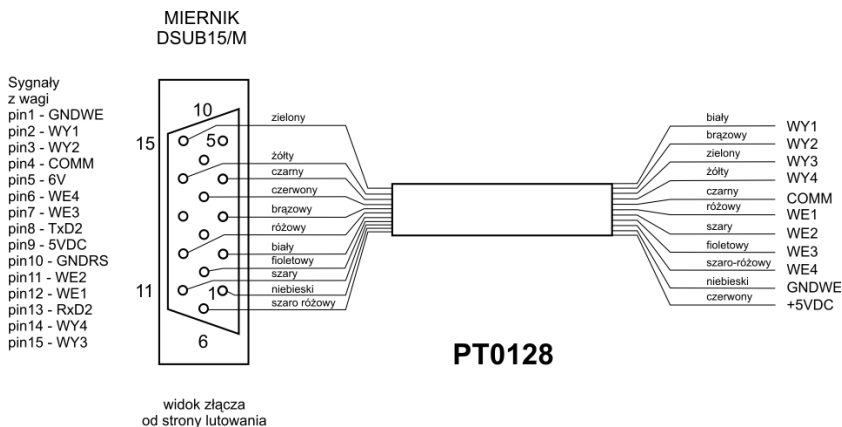 MIERNIK
DSUB15/M
Sygnały
z wagi
pin1 - GNDWE
pin2 - WY1
pin3 - WY2
pin4 - COMM
pin5 - 6V
pin6 - WE4
pin7 - WE3
pin8 - TxD2
pin9 - 5VDC
pin10 - GNDRS
pin11 - WE2
pin12 - WE1
pin13 - RxD2
pin14 - WY4
pin15 - WY3
10
15
5
11
1
6
zielony
żółty
czarny
czerwony
brązowy
różowy
biały
fioletowy
szary
niebieski
szaro różowy
biały WY1
brązowy WY2
zielony WY3
żółty WY4
czarny COMM
różowy WE1
szary WE2
fioletowy WE3
szaro-różowy WE4
niebieski GNDWE
czerwony +5VDC
PT0128
widok złącza
od strony lutowania